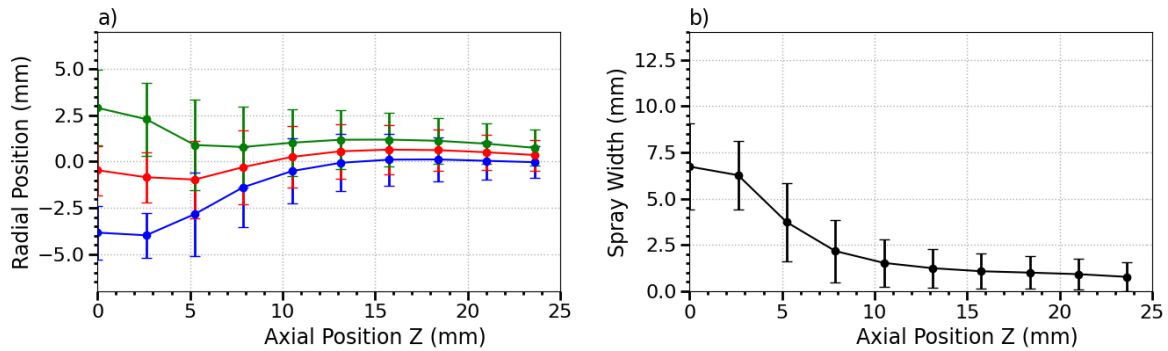 a)
Radial Position (mm)
5.0
2.5
0.0
−2.5
−5.0
0 5 10 15 20 25
Axial Position Z (mm)
b)
Spray Width (mm)
12.5
10.0
7.5
5.0
2.5
0.0
0 5 10 15 20 25
Axial Position Z (mm)